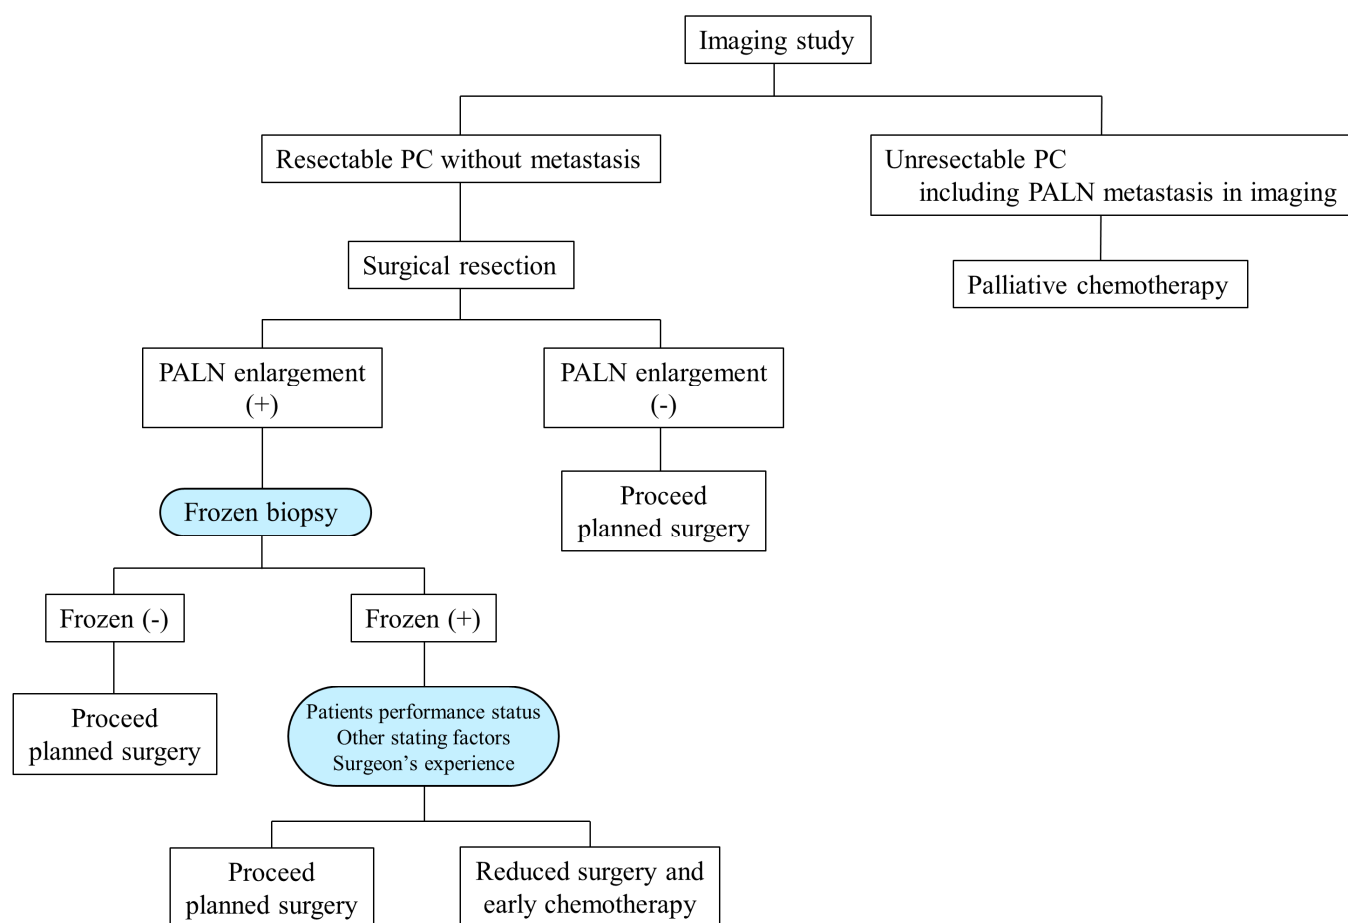 Imaging study
Resectable PC without metastasis
Unresectable PC
including PALN metastasis in imaging
Surgical resection
Palliative chemotherapy
PALN enlargement
(+)
PALN enlargement
(-)
Frozen biopsy
Proceed
planned surgery
Frozen (-)
Frozen (+)
Proceed
planned surgery
Patients performance status
Other stating factors
Surgeon’s experience
Proceed
planned surgery
Reduced surgery and
early chemotherapy